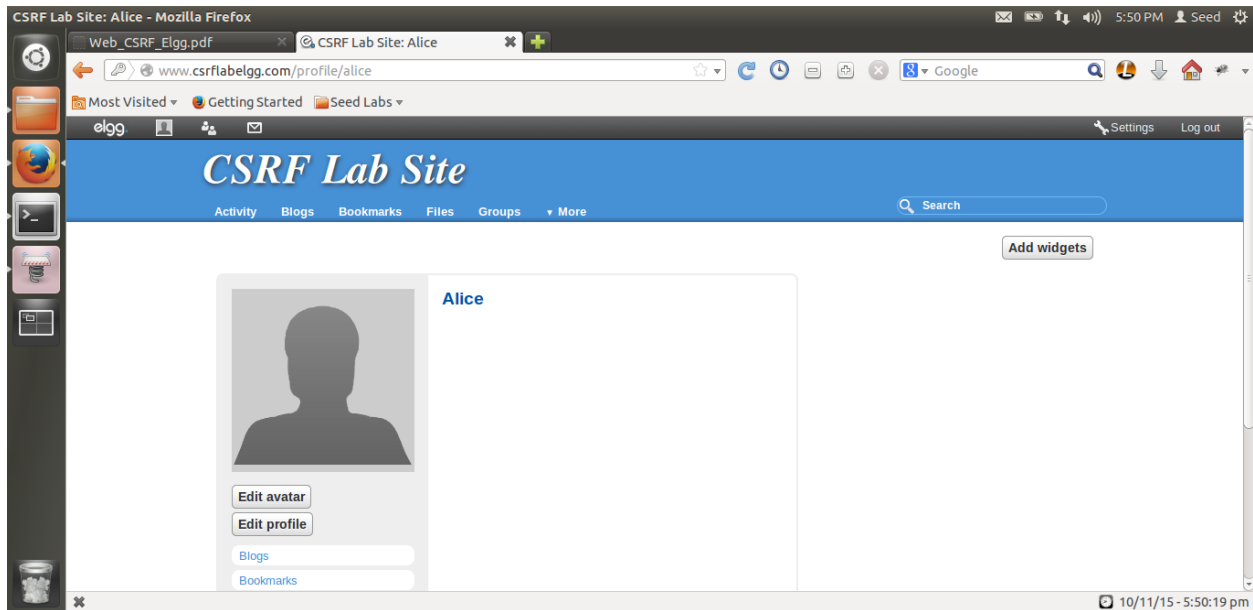 CSRF Lab Site: Alice - Mozilla Firefox 5:50 PM Seed
Web_CSRF_Elgg.pdf CSRF Lab Site: Alice
www.csrflabelgg.com/profile/alice Google
Most Visited Getting Started Seed Labs
elgg. Settings Log out
CSRF Lab Site
Activity Blogs Bookmarks Files Groups More Search
Add widgets
Alice
Edit avatar
Edit profile
Blogs
Bookmarks
10/11/15 - 5:50:19 pm